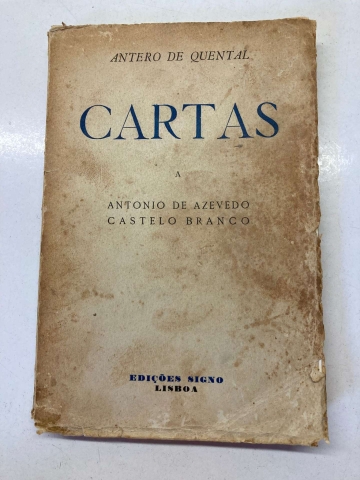 ANTERO DE QUENTAL
CARTAS
A
ANTONIO DE AZEVEDO
CASTELO BRANCO
EDIÇÕES SIGNO
LISBOA